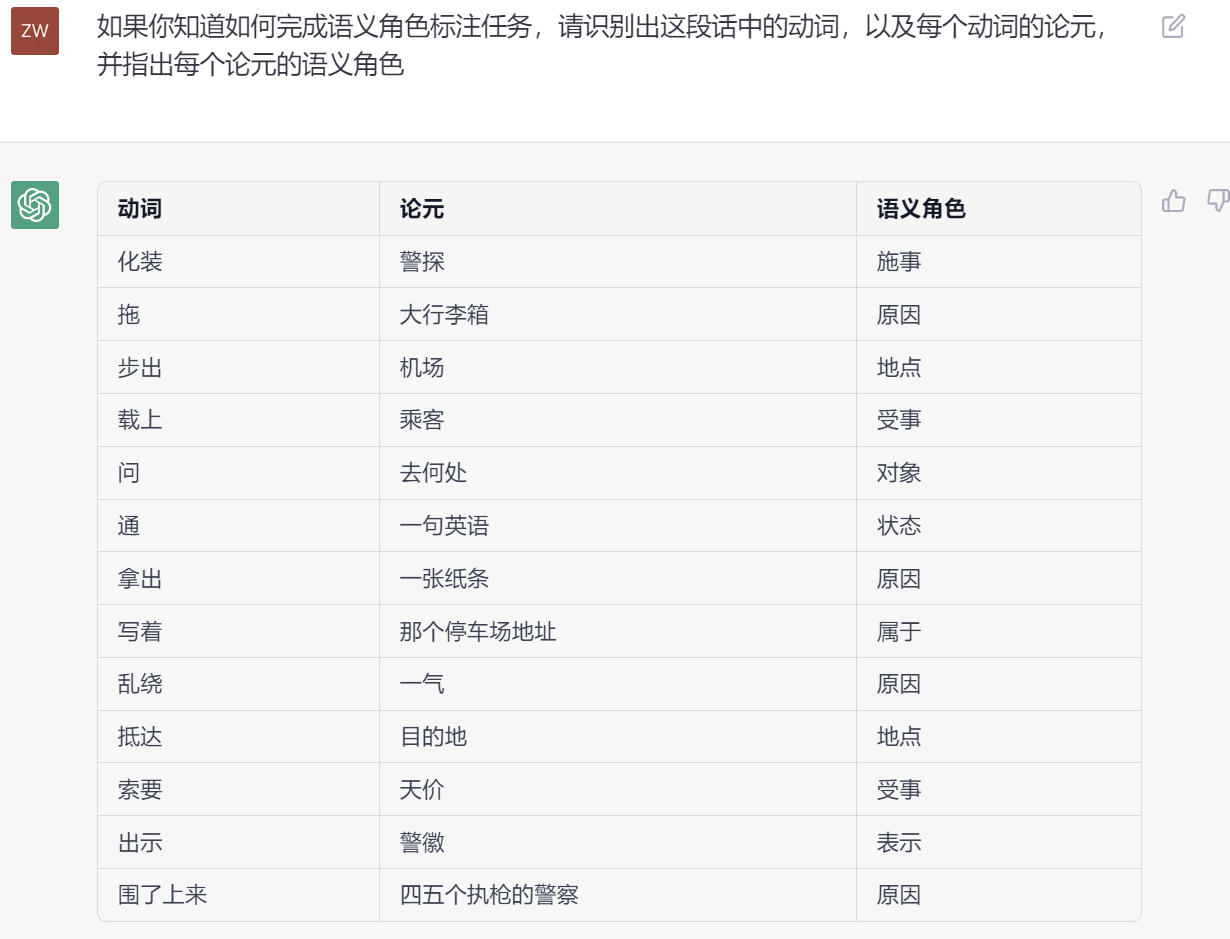 ZW
如果你知道如何完成语义角色标注任务，请识别出这段话中的动词，以及每个动词的论元，
并指出每个论元的语义角色
动词 论元 语义角色
化装 警探 施事
拖 大行李箱 原因
步出 机场 地点
载上 乘客 受事
问 去何处 对象
通 一句英语 状态
拿出 一张纸条 原因
写着 那个停车场地址 属于
乱绕 一气 原因
抵达 目的地 地点
索要 天价 受事
出示 警徽 表示
围了上来 四五个执枪的警察 原因